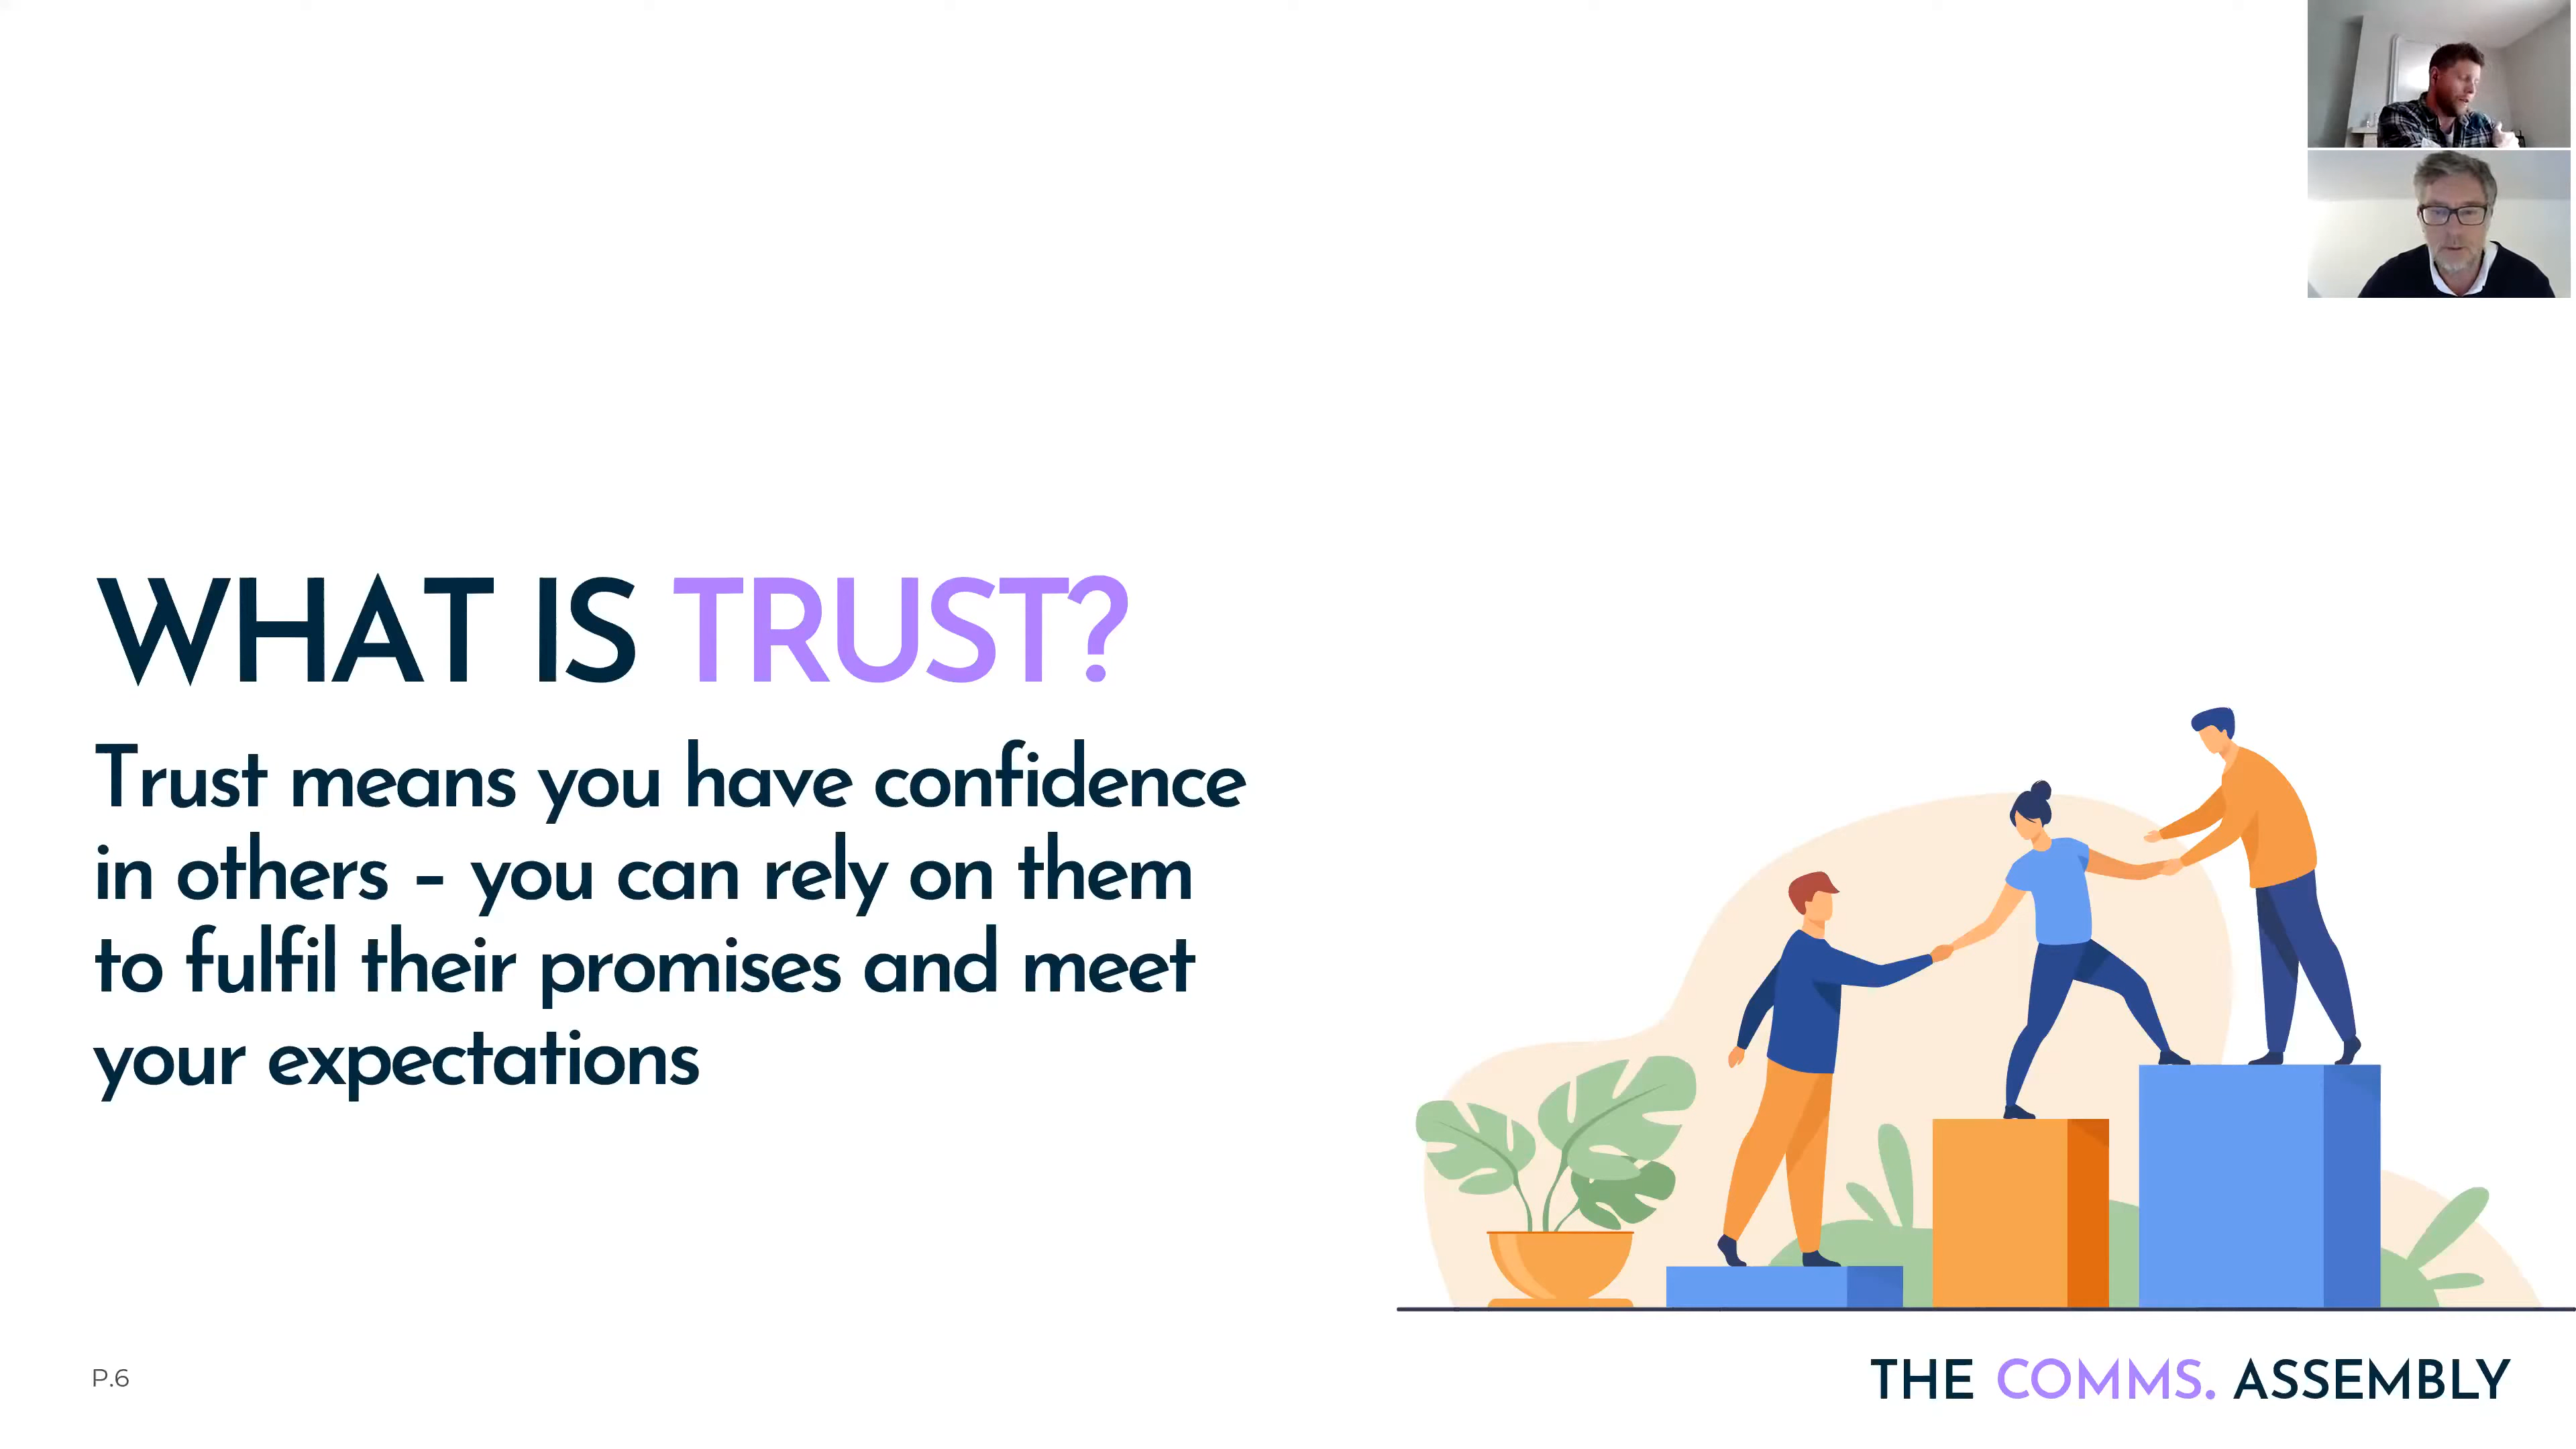 WHAT IS TRUST?
Trust means you have confidence
in others – you can rely on them
to fulfil their promises and meet
your expectations
P.6
THE COMMS. ASSEMBLY